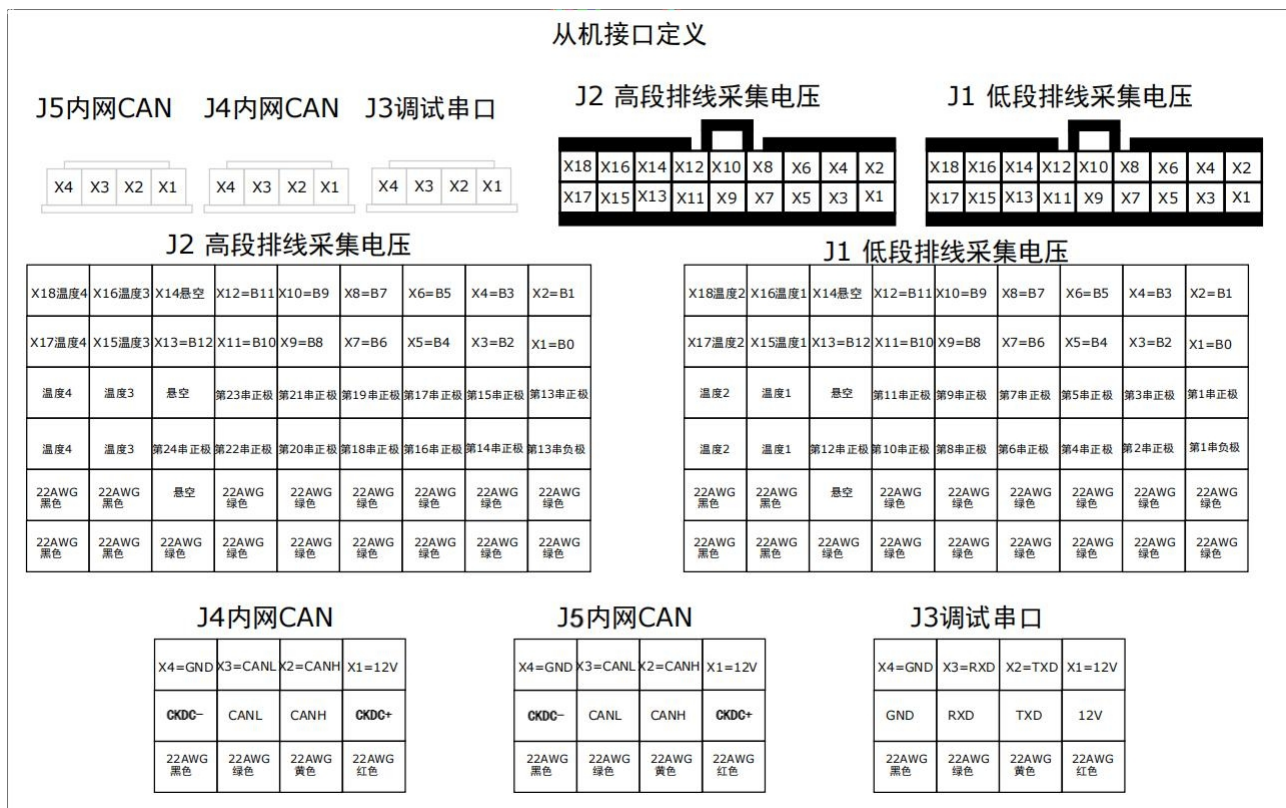 从机接口定义
J5内网CAN J4内网CAN J3调试串口 J2 高段排线采集电压 J1 低段排线采集电压
X4 X3 X2 X1 X4 X3 X2 X1 X4 X3 X2 X1
X18 X16 X14 X12 X10 X8 X6 X4 X2 X18 X16 X14 X12 X10 X8 X6 X4 X2
X17 X15 X13 X11 X9 X7 X5 X3 X1 X17 X15 X13 X11 X9 X7 X5 X3 X1
J2 高段排线采集电压
X18温度4 X16温度3 X14悬空 X12=B11 X10=B9 X8=B7 X6=B5 X4=B3 X2=B1
X17温度4 X15温度3 X13=B12 X11=B10 X9=B8 X7=B6 X5=B4 X3=B2 X1=B0
温度4 温度3 悬空 第23串正极 第21串正极 第19串正极 第17串正极 第15串正极 第13串正极
温度4 温度3 第24串正极 第22串正极 第20串正极 第18串正极 第16串正极 第14串正极 第13串负极
22AWG 22AWG 悬空 22AWG 22AWG 22AWG 22AWG 22AWG 22AWG
黑色 黑色 绿色 绿色 绿色 绿色 绿色 绿色
22AWG 22AWG 22AWG 22AWG 22AWG 22AWG 22AWG 22AWG 22AWG
黑色 黑色 绿色 绿色 绿色 绿色 绿色 绿色 绿色
J1 低段排线采集电压
X18温度2 X16温度1 X14悬空 X12=B11 X10=B9 X8=B7 X6=B5 X4=B3 X2=B1
X17温度2 X15温度1 X13=B12 X11=B10 X9=B8 X7=B6 X5=B4 X3=B2 X1=B0
温度2 温度1 悬空 第11串正极 第9串正极 第7串正极 第5串正极 第3串正极 第1串正极
温度2 温度1 第12串正极 第10串正极 第8串正极 第6串正极 第4串正极 第2串正极 第1串负极
22AWG 22AWG 悬空 22AWG 22AWG 22AWG 22AWG 22AWG 22AWG
黑色 黑色 绿色 绿色 绿色 绿色 绿色 绿色
22AWG 22AWG 22AWG 22AWG 22AWG 22AWG 22AWG 22AWG 22AWG
黑色 黑色 绿色 绿色 绿色 绿色 绿色 绿色 绿色
J4内网CAN
X4=GND X3=CANL X2=CANH X1=12V
CKDC- CANL CANH CKDC+
22AWG 22AWG 22AWG 22AWG
黑色 绿色 黄色 红色
J5内网CAN
X4=GND X3=CANL X2=CANH X1=12V
CKDC- CANL CANH CKDC+
22AWG 22AWG 22AWG 22AWG
黑色 绿色 黄色 红色
J3调试串口
X4=GND X3=RXD X2=TXD X1=12V
GND RXD TXD 12V
22AWG 22AWG 22AWG 22AWG
黑色 绿色 黄色 红色